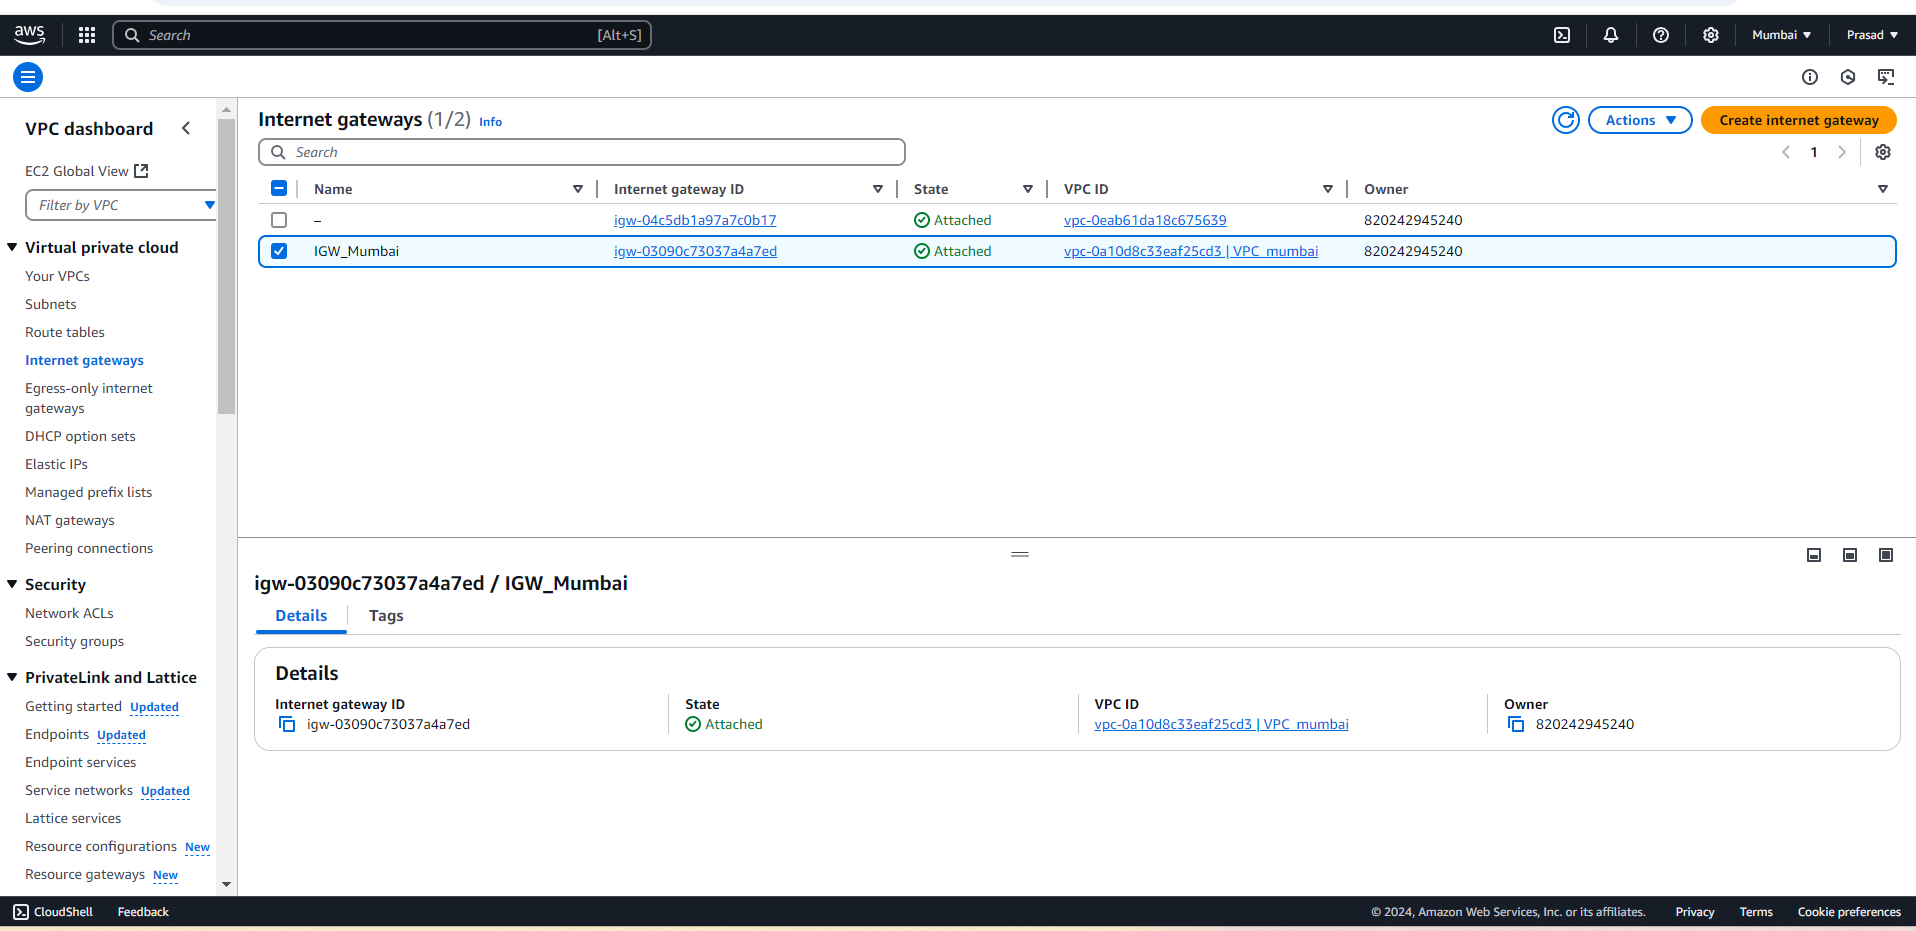 aws
Search [Alt+S]
Mumbai
Prasad
VPC dashboard
EC2 Global View
Filter by VPC
Virtual private cloud
Your VPCs
Subnets
Route tables
Internet gateways
Egress-only internet
gateways
DHCP option sets
Elastic IPs
Managed prefix lists
NAT gateways
Peering connections
Security
Network ACLs
Security groups
PrivateLink and Lattice
Getting started Updated
Endpoints Updated
Endpoint services
Service networks Updated
Lattice services
Resource configurations New
Resource gateways New
Internet gateways (1/2) Info
Actions
Create internet gateway
Search
1
Name Internet gateway ID State VPC ID Owner
– igw-04c5db1a97a7c0b17 Attached vpc-0eab61da18c675639 820242945240
IGW_Mumbai igw-03090c73037a4a7ed Attached vpc-0a10d8c33eaf25cd3 | VPC_mumbai 820242945240
igw-03090c73037a4a7ed / IGW_Mumbai
Details Tags
Details
Internet gateway ID State VPC ID Owner
igw-03090c73037a4a7ed Attached vpc-0a10d8c33eaf25cd3 | VPC_mumbai 820242945240
CloudShell Feedback © 2024, Amazon Web Services, Inc. or its affiliates. Privacy Terms Cookie preferences